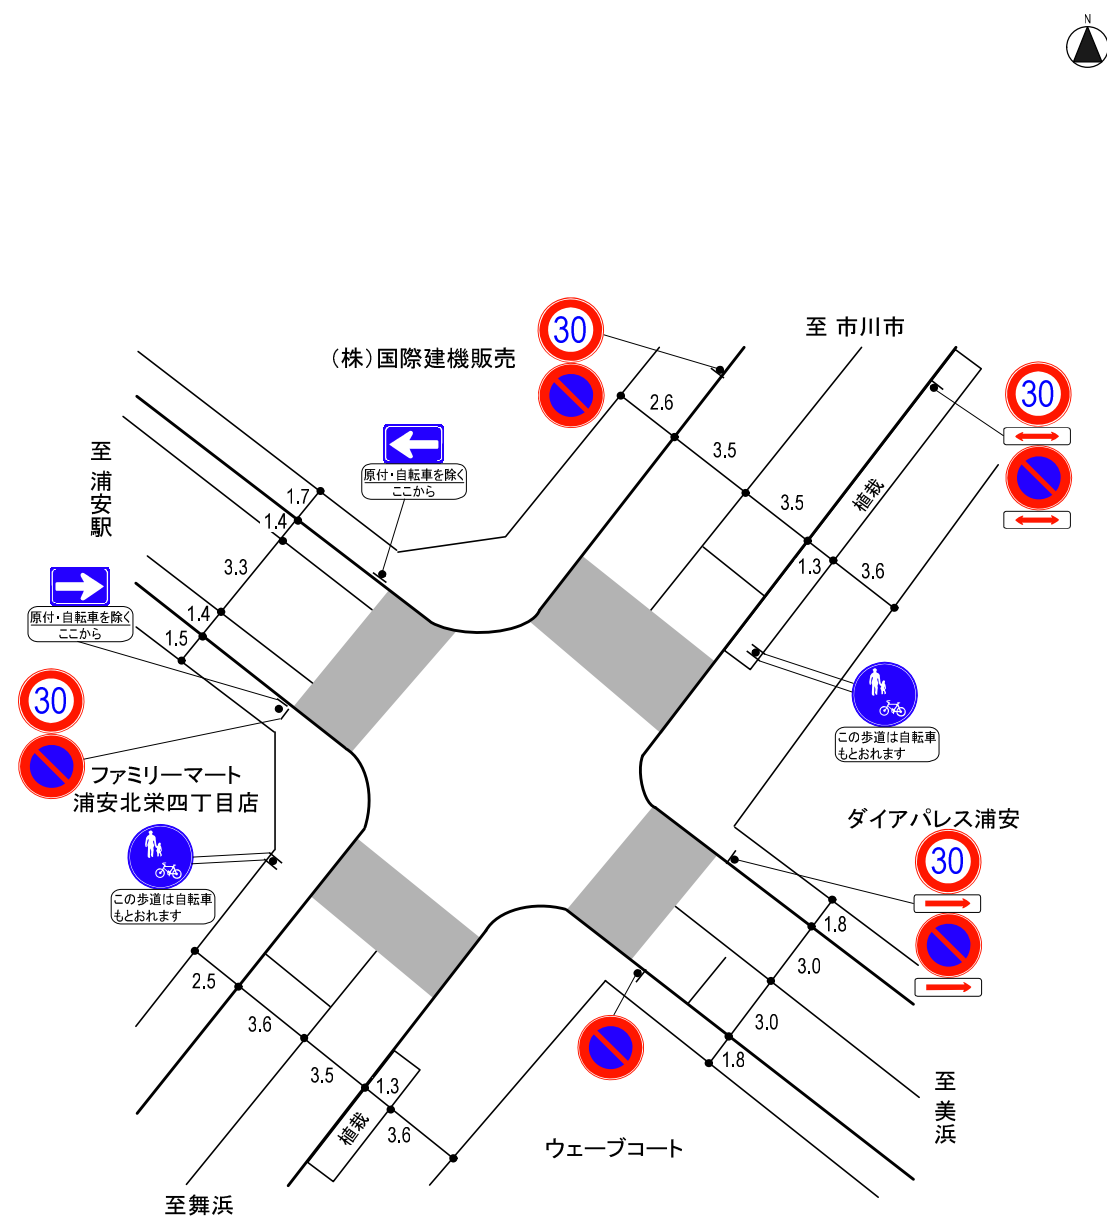 N
至 市川市
30
(株)国際建機販売
30
2.6
3.5
3.5
植栽
1.3
3.6
至
浦安駅
原付・自転車を除く
ここから
1.7
1.4
3.3
1.4
1.5
原付・自転車を除く
ここから
30
ファミリーマート
浦安北栄四丁目店
この歩道は自転車
もとおれます
この歩道は自転車
もとおれます
ダイアパレス浦安
30
1.8
3.0
3.0
1.8
2.5
3.6
3.5
1.3
3.6
植栽
至
美浜
ウェーブコート
至舞浜